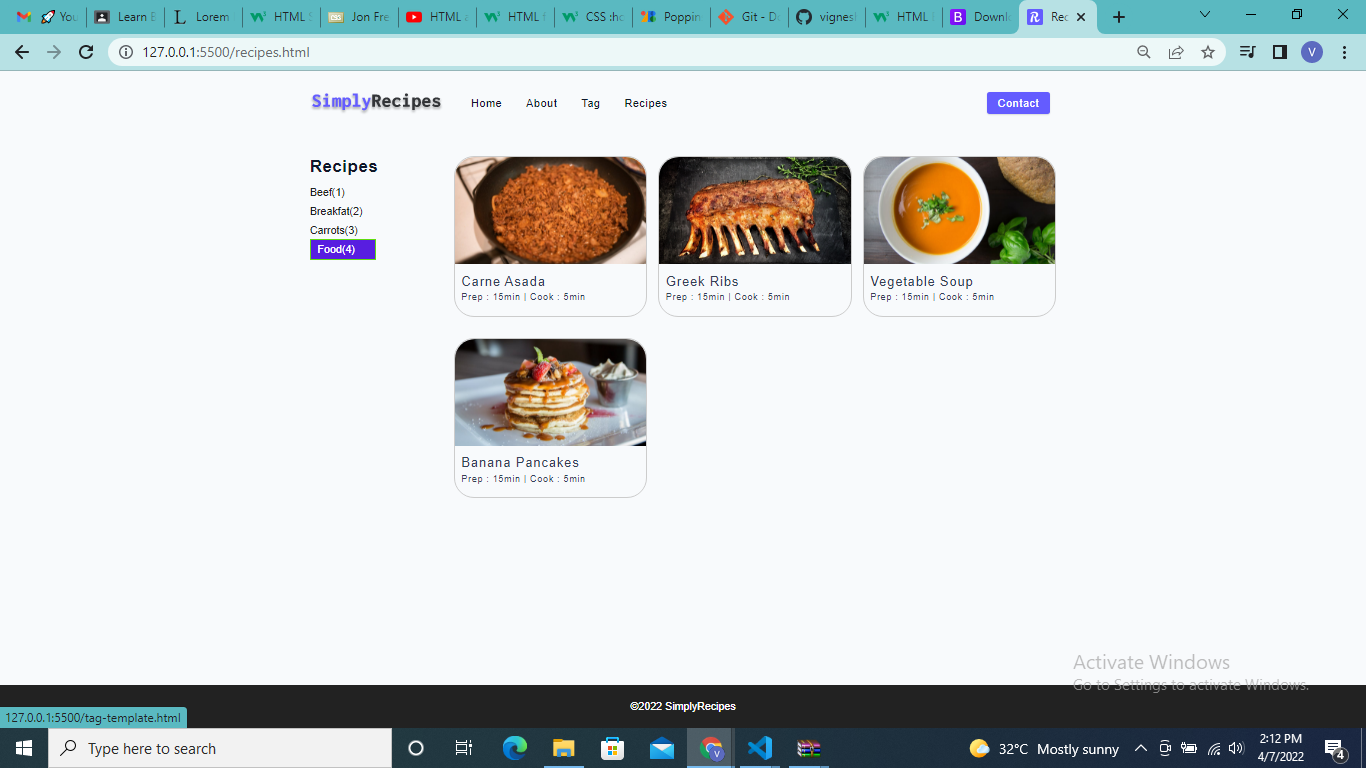 You
Learn
Lorem
HTML
Jon Fre
HTML
HTML
CSS :ho
Poppin
Git - D
vignes
HTML
Downl
Rec
127.0.0.1:5500/recipes.html
V
SimplyRecipes
Home
About
Tag
Recipes
Contact
Recipes
Beef(1)
Breakfat(2)
Carrots(3)
Food(4)
Carne Asada
Prep : 15min | Cook : 5min
Greek Ribs
Prep : 15min | Cook : 5min
Vegetable Soup
Prep : 15min | Cook : 5min
Banana Pancakes
Prep : 15min | Cook : 5min
Activate Windows
Go to Settings to activate Windows.
©2022 SimplyRecipes
127.0.0.1:5500/tag-template.html
Type here to search
32°C Mostly sunny
2:12 PM
4/7/2022
4